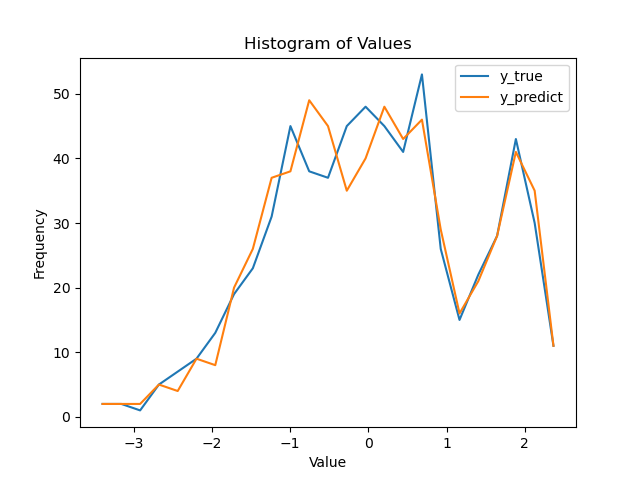 Histogram of Values
y_true
y_predict
50
40
30
20
10
0
Frequency
−3 −2 −1 0 1 2
Value